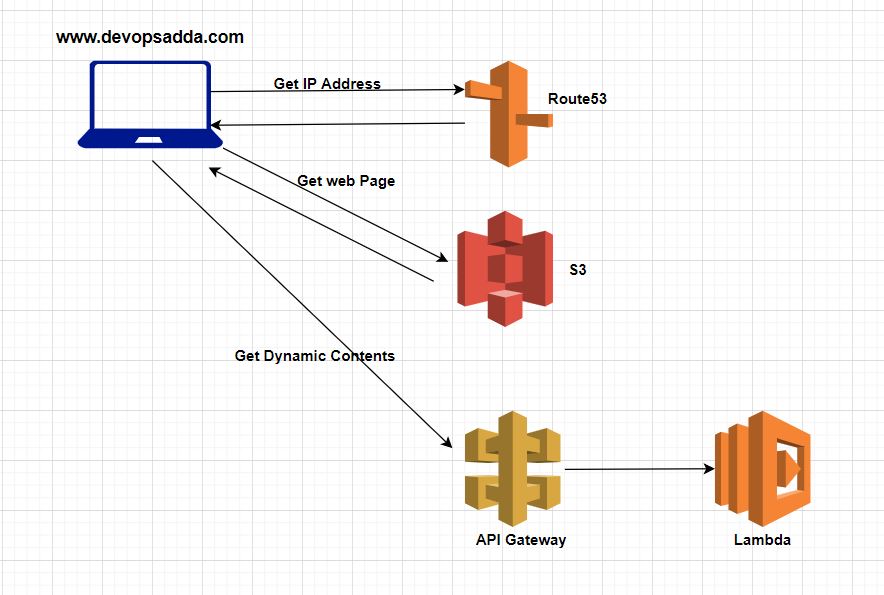 www.devopsadda.com
Get IP Address
Route53
Get web Page
S3
Get Dynamic Contents
API Gateway
Lambda